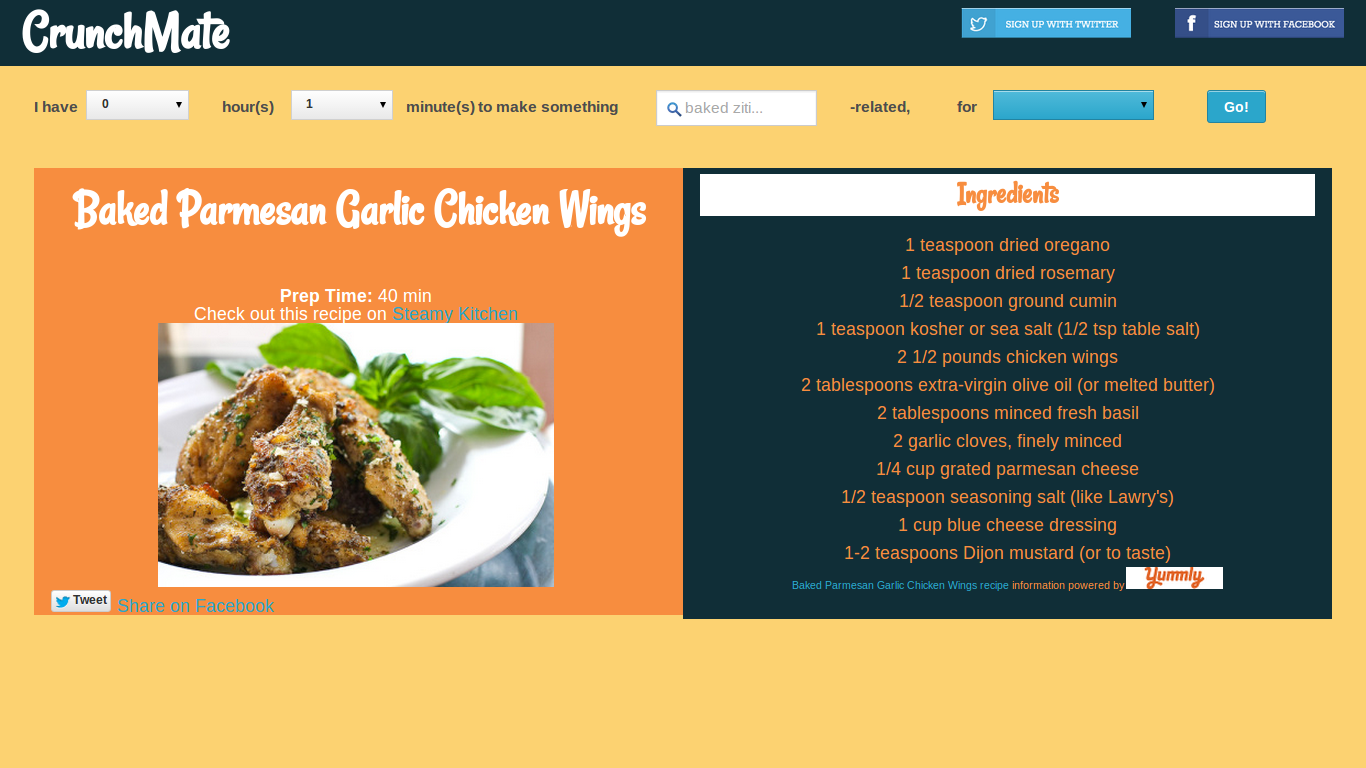 CrunchMate
SIGN UP WITH TWITTER
SIGN UP WITH FACEBOOK
I have 0 hour(s) 1 minute(s) to make something baked ziti... -related, for Go!
Baked Parmesan Garlic Chicken Wings
Prep Time: 40 min
Check out this recipe on Steamy Kitchen
Tweet Share on Facebook
Ingredients
1 teaspoon dried oregano
1 teaspoon dried rosemary
1/2 teaspoon ground cumin
1 teaspoon kosher or sea salt (1/2 tsp table salt)
2 1/2 pounds chicken wings
2 tablespoons extra-virgin olive oil (or melted butter)
2 tablespoons minced fresh basil
2 garlic cloves, finely minced
1/4 cup grated parmesan cheese
1/2 teaspoon seasoning salt (like Lawry's)
1 cup blue cheese dressing
1-2 teaspoons Dijon mustard (or to taste)
Baked Parmesan Garlic Chicken Wings recipe information powered by Yummly